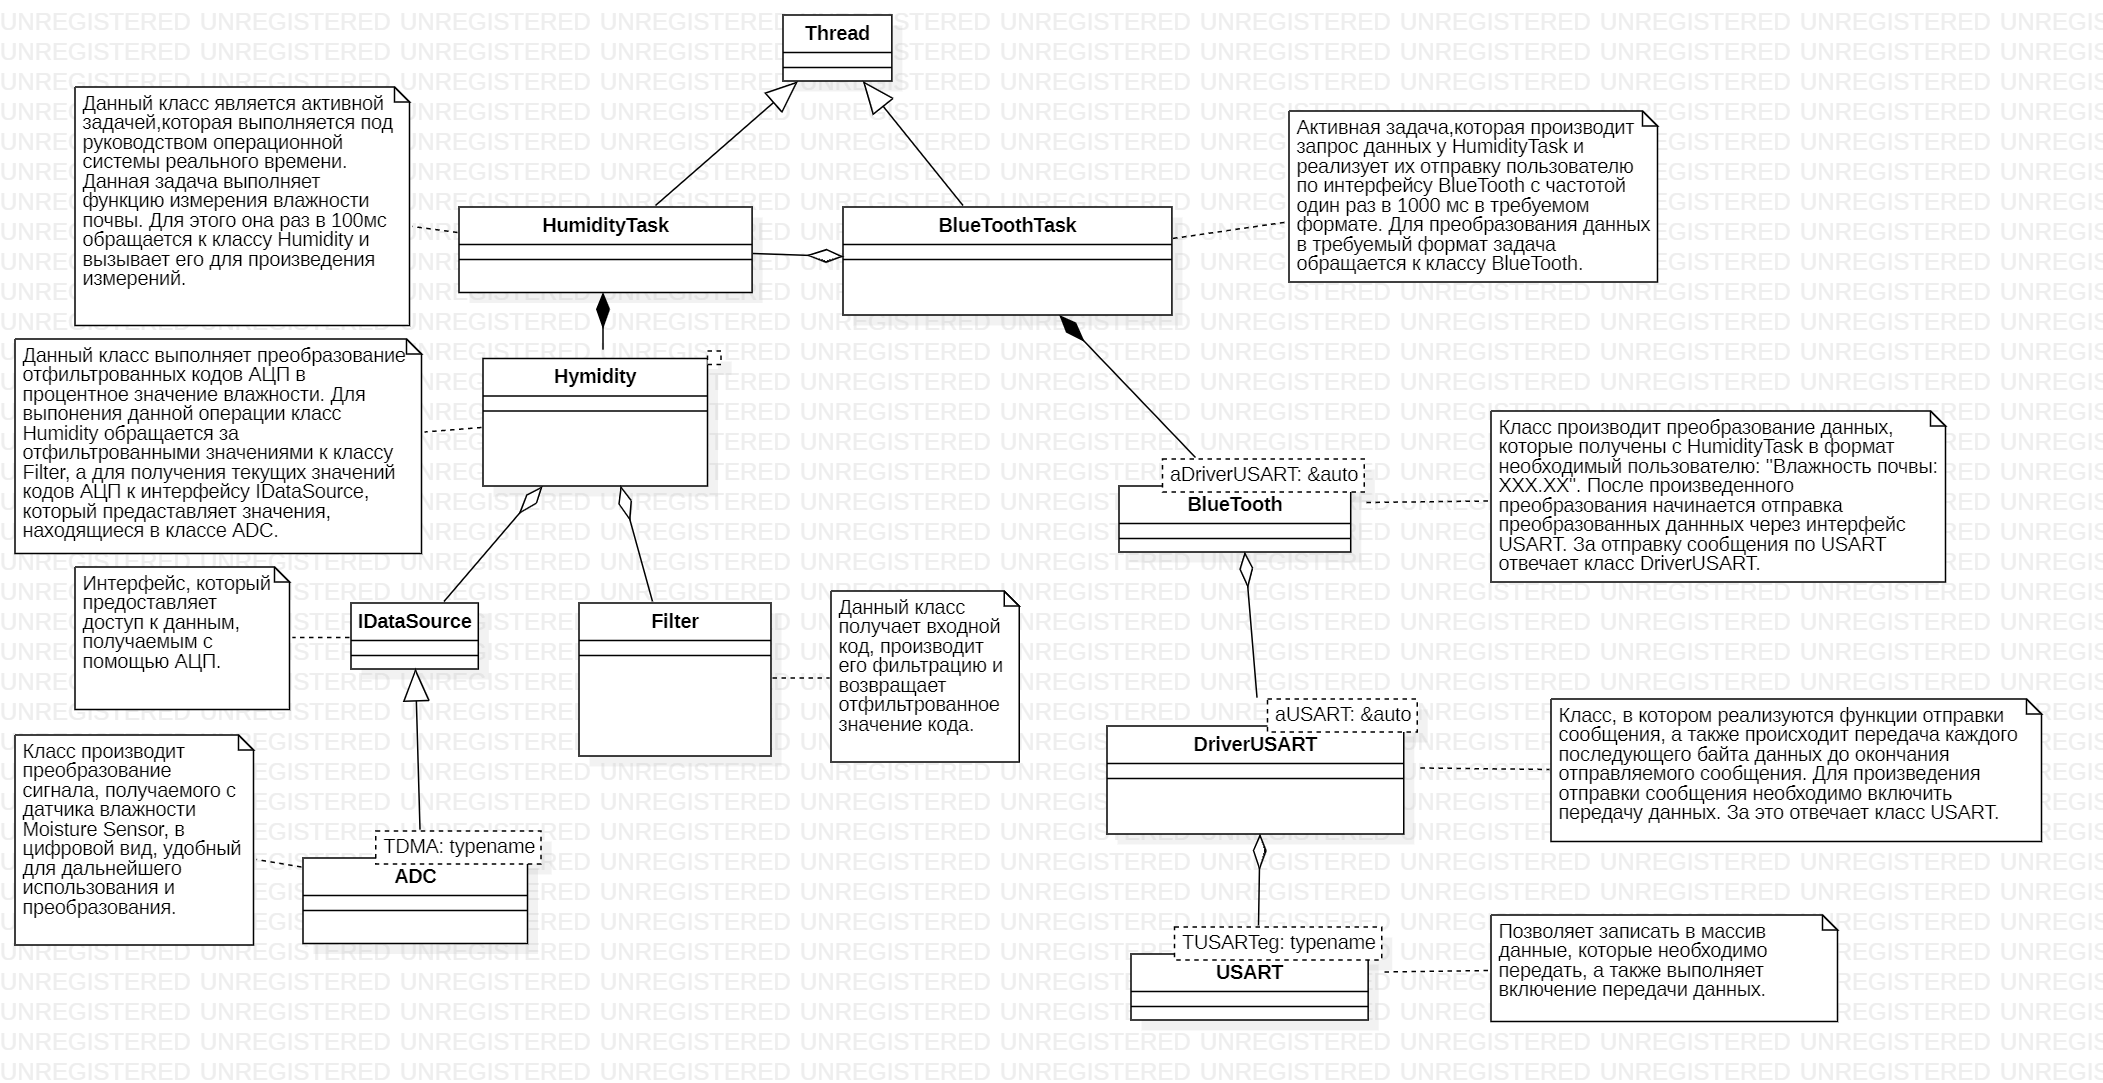 Thread
Данный класс является активной
задачей,которая выполняется под
руководством операционной
системы реального времени.
Данная задача выполняет
функцию измерения влажности
почвы. Для этого она раз в 100мс
обращается к классу Humidity и
вызывает его для произведения
измерений.
HumidityTask
BlueToothTask
Активная задача,которая производит
запрос данных у HumidityTask и
реализует их отправку пользователю
по интерфейсу BlueTooth с частотой
один раз в 1000 мс в требуемом
формате. Для преобразования данных
в требуемый формат задача
обращается к классу BlueTooth.
Данный класс выполняет преобразование
отфильтрованных кодов АЦП в
процентное значение влажности. Для
выпонения данной операции класс
Humidity обращается за
отфильтрованными значениями к классу
Filter, а для получения текущих значений
кодов АЦП к интерфейсу IDataSource,
который предаставляет значения,
находящиеся в классе ADC.
Hymidity
aDriverUSART: &auto
BlueTooth
Класс производит преобразование данных,
которые получены с HumidityTask в формат
необходимый пользователю: "Влажность почвы:
XXX.XX". После произведенного
преобразования начинается отправка
преобразованных даннных через интерфейс
USART. За отправку сообщения по USART
отвечает класс DriverUSART.
Интерфейс, который
предоставляет
доступ к данным,
получаемым с
помощью АЦП.
IDataSource
Filter
Данный класс
получает входной
код, производит
его фильтрацию и
возвращает
отфильтрованное
значение кода.
aUSART: &auto
DriverUSART
Класс, в котором реализуются функции отправки
сообщения, а также происходит передача каждого
последующего байта данных до окончания
отправляемого сообщения. Для произведения
отправки сообщения необходимо включить
передачу данных. За это отвечает класс USART.
Класс производит
преобразование
сигнала, получаемого с
датчика влажности
Moisture Sensor, в
цифровой вид, удобный
для дальнейшего
использования и
преобразования.
TDMA: typename
ADC
TUSARTeg: typename
USART
Позволяет записать в массив
данные, которые необходимо
передать, а также выполняет
включение передачи данных.